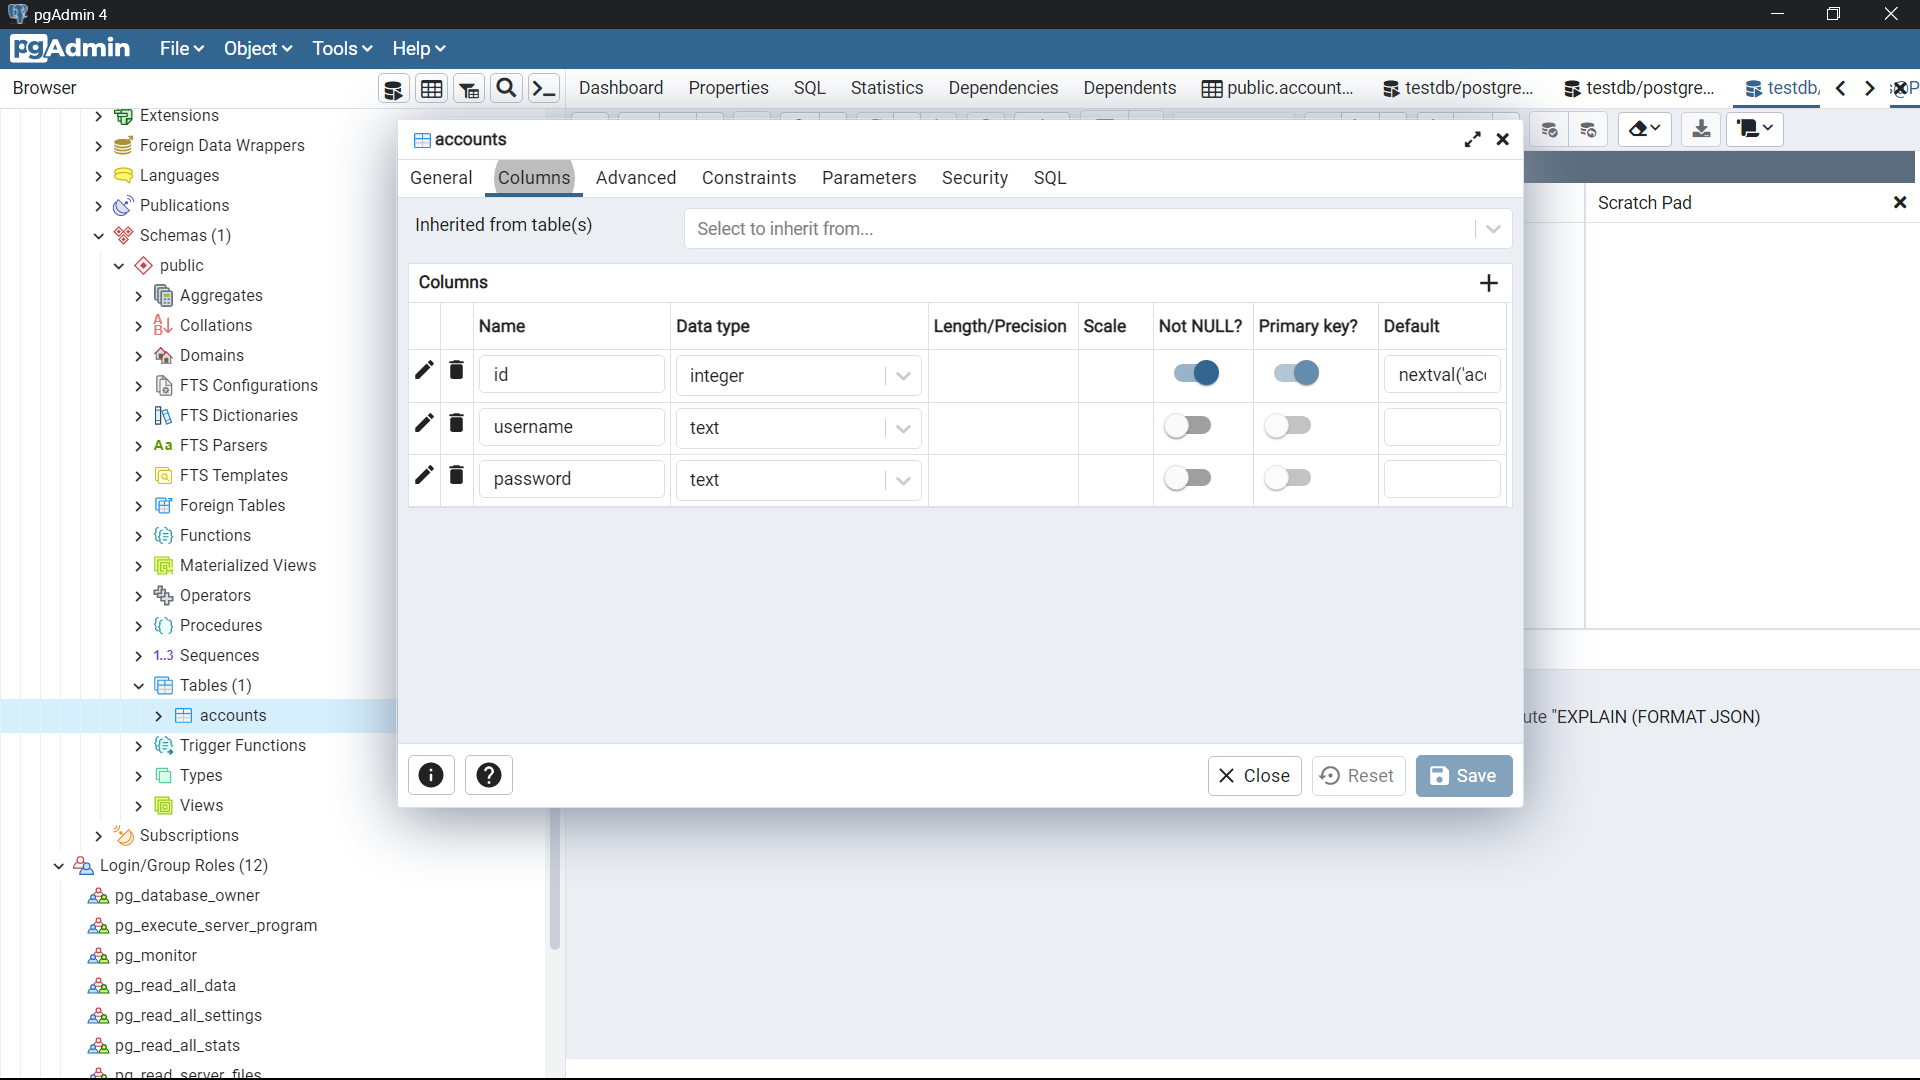 pgAdmin 4
pgAdmin File Object Tools Help
Browser
Dashboard Properties SQL Statistics Dependencies Dependents public.account... testdb/postgre... testdb/postgre... testdb/
Extensions
Foreign Data Wrappers
Languages
Publications
Schemas (1)
public
Aggregates
Collations
Domains
FTS Configurations
FTS Dictionaries
Aa FTS Parsers
FTS Templates
Foreign Tables
Functions
Materialized Views
Operators
Procedures
1..3 Sequences
Tables (1)
accounts
Trigger Functions
Types
Views
Subscriptions
Login/Group Roles (12)
pg_database_owner
pg_execute_server_program
pg_monitor
pg_read_all_data
pg_read_all_settings
pg_read_all_stats
pg_read_server_files
accounts
General Columns Advanced Constraints Parameters Security SQL
Inherited from table(s) Select to inherit from...
Columns
Name Data type Length/Precision Scale Not NULL? Primary key? Default
id integer nextval('acc
username text
password text
Close Reset Save
Scratch Pad
ute "EXPLAIN (FORMAT JSON)